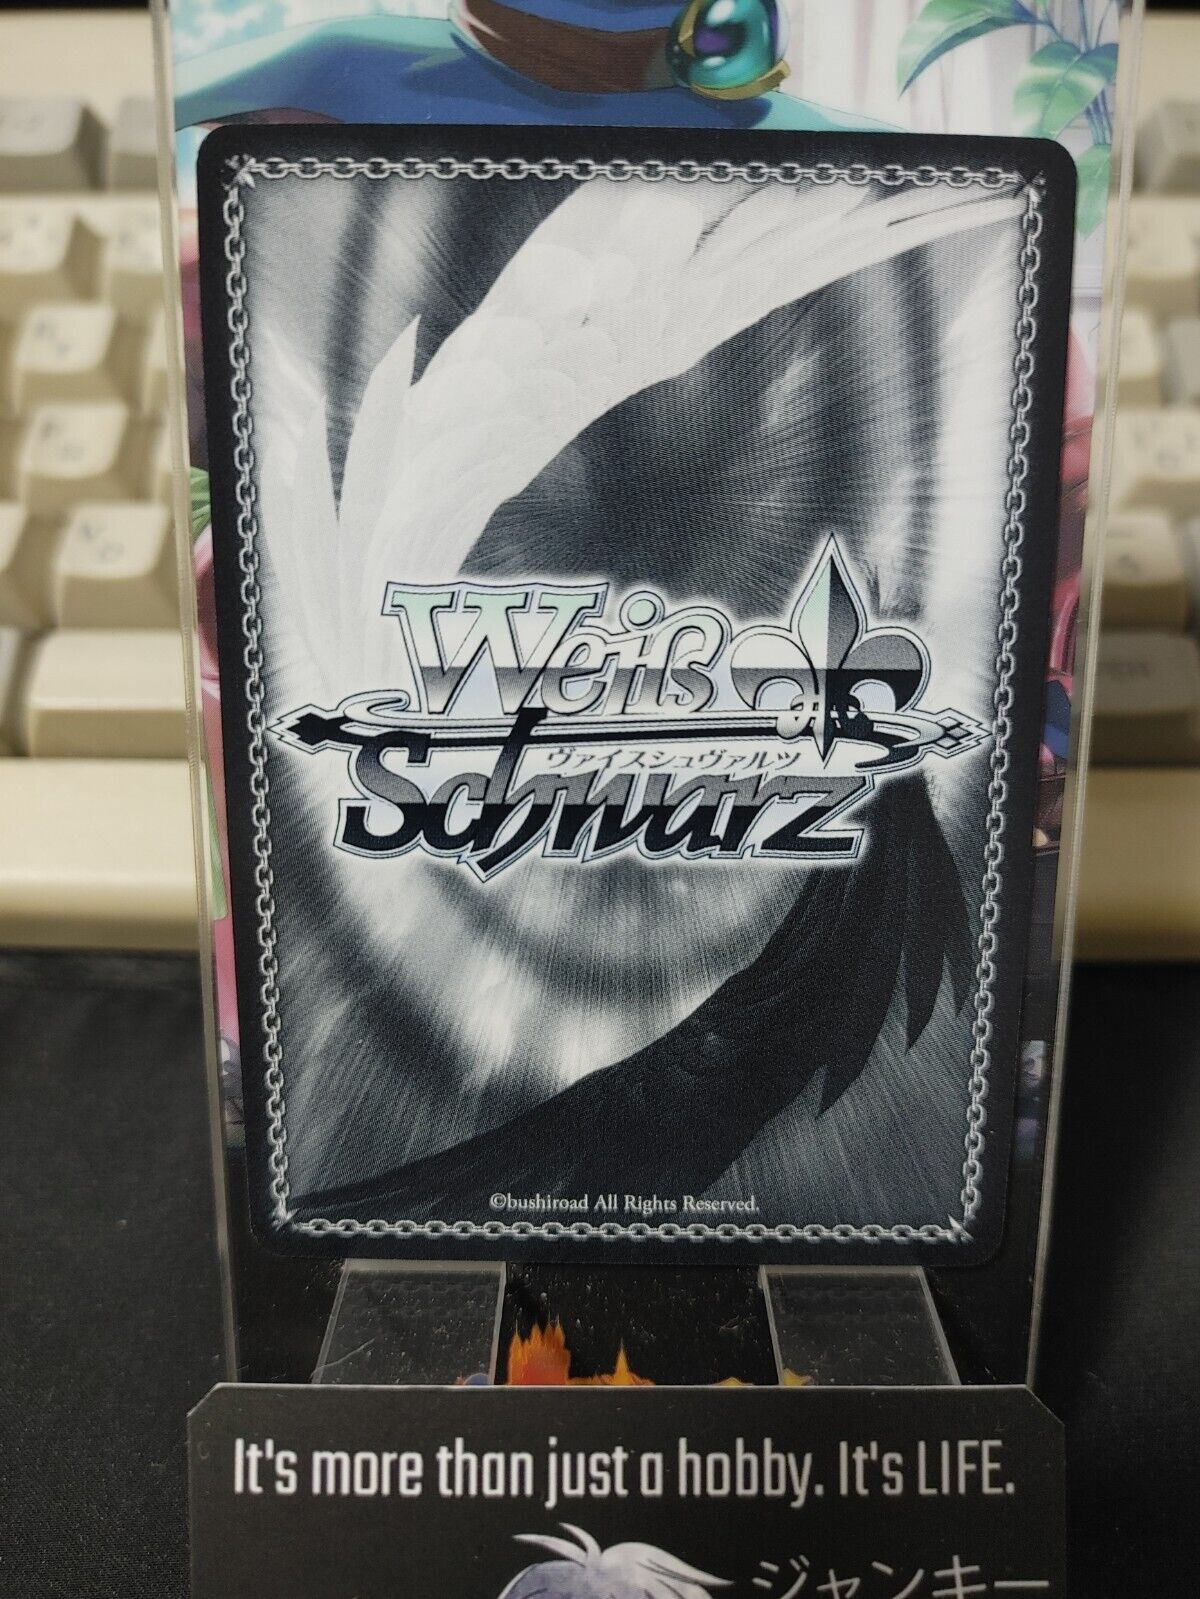 Weiß
ヴァイスシュヴァルツ
Schwarz
©bushiroad All Rights Reserved.
It's more than just a hobby. It's LIFE.
ジャンキー